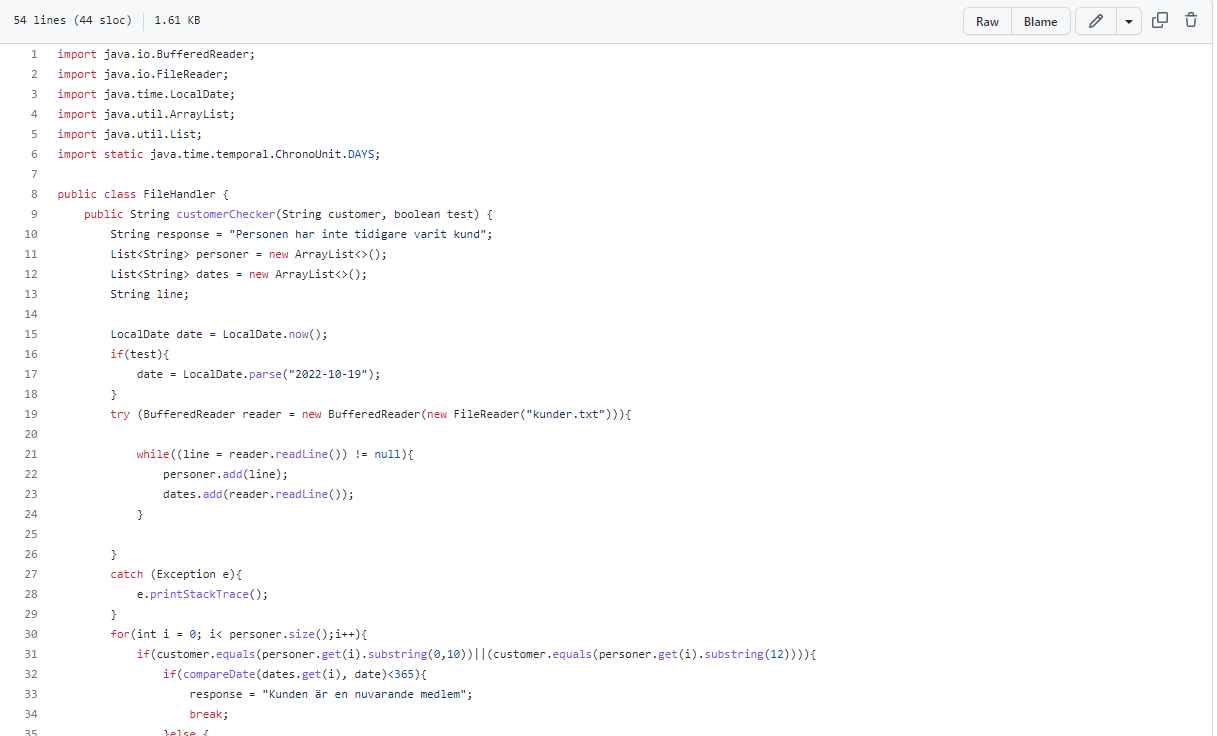 54 lines (44 sloc) 1.61 KB Raw Blame
1 import java.io.BufferedReader;
2 import java.io.FileReader;
3 import java.time.LocalDate;
4 import java.util.ArrayList;
5 import java.util.List;
6 import static java.time.temporal.ChronoUnit.DAYS;
7
8 public class FileHandler {
9 public String customerChecker(String customer, boolean test) {
10 String response = "Personen har inte tidigare varit kund";
11 List<String> personer = new ArrayList<>();
12 List<String> dates = new ArrayList<>();
13 String line;
14
15 LocalDate date = LocalDate.now();
16 if(test){
17 date = LocalDate.parse("2022-10-19");
18 }
19 try (BufferedReader reader = new BufferedReader(new FileReader("kunder.txt"))){
20
21 while((line = reader.readLine()) != null){
22 personer.add(line);
23 dates.add(reader.readLine());
24 }
25
26 }
27 catch (Exception e){
28 e.printStackTrace();
29 }
30 for(int i = 0; i< personer.size();i++){
31 if(customer.equals(personer.get(i).substring(0,10))||(customer.equals(personer.get(i).substring(12)))){
32 if(compareDate(dates.get(i), date)<365){
33 response = "Kunden är en nuvarande medlem";
34 break;
35 }else {